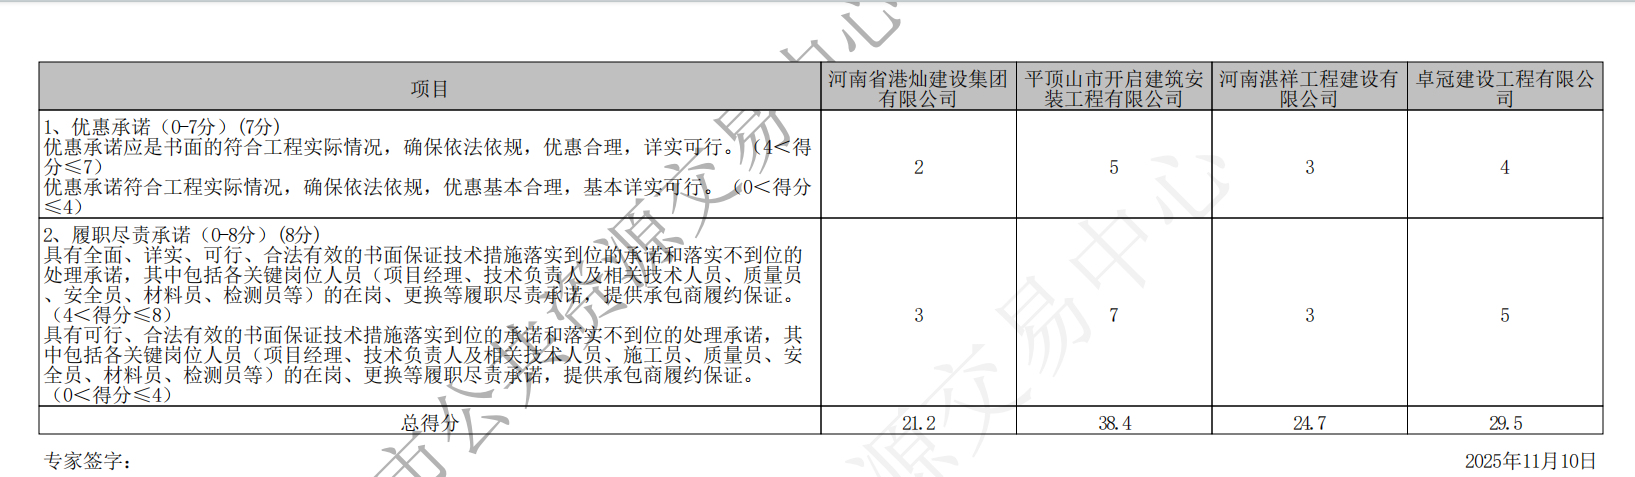 项目
河南省港灿建设集团
有限公司
平顶山市开启建筑安
装工程有限公司
河南湛祥工程建设有
限公司
卓冠建设工程有限公
司
1、优惠承诺（0-7分）(7分)
优惠承诺应是书面的符合工程实际情况，确保依法依规，优惠合理，详实可行。（4＜得
分≤7）
优惠承诺符合工程实际情况，确保依法依规，优惠基本合理，基本详实可行。（0＜得分
≤4）
2
5
3
4
2、履职尽责承诺（0-8分）(8分)
具有全面、详实、可行、合法有效的书面保证技术措施落实到位的承诺和落实不到位的
处理承诺，其中包括各关键岗位人员（项目经理、技术负责人及相关技术人员、质量员
、安全员、材料员、检测员等）的在岗、更换等履职尽责承诺，提供承包商履约保证。
（4＜得分≤8）
具有可行、合法有效的书面保证技术措施落实到位的承诺和落实不到位的处理承诺，其
中包括各关键岗位人员（项目经理、技术负责人及相关技术人员、施工员、质量员、安
全员、材料员、检测员等）的在岗、更换等履职尽责承诺，提供承包商履约保证。
（0＜得分≤4）
3
7
3
5
总得分
21.2
38.4
24.7
29.5
专家签字：
2025年11月10日
市公共资源交易中心
源交易中心